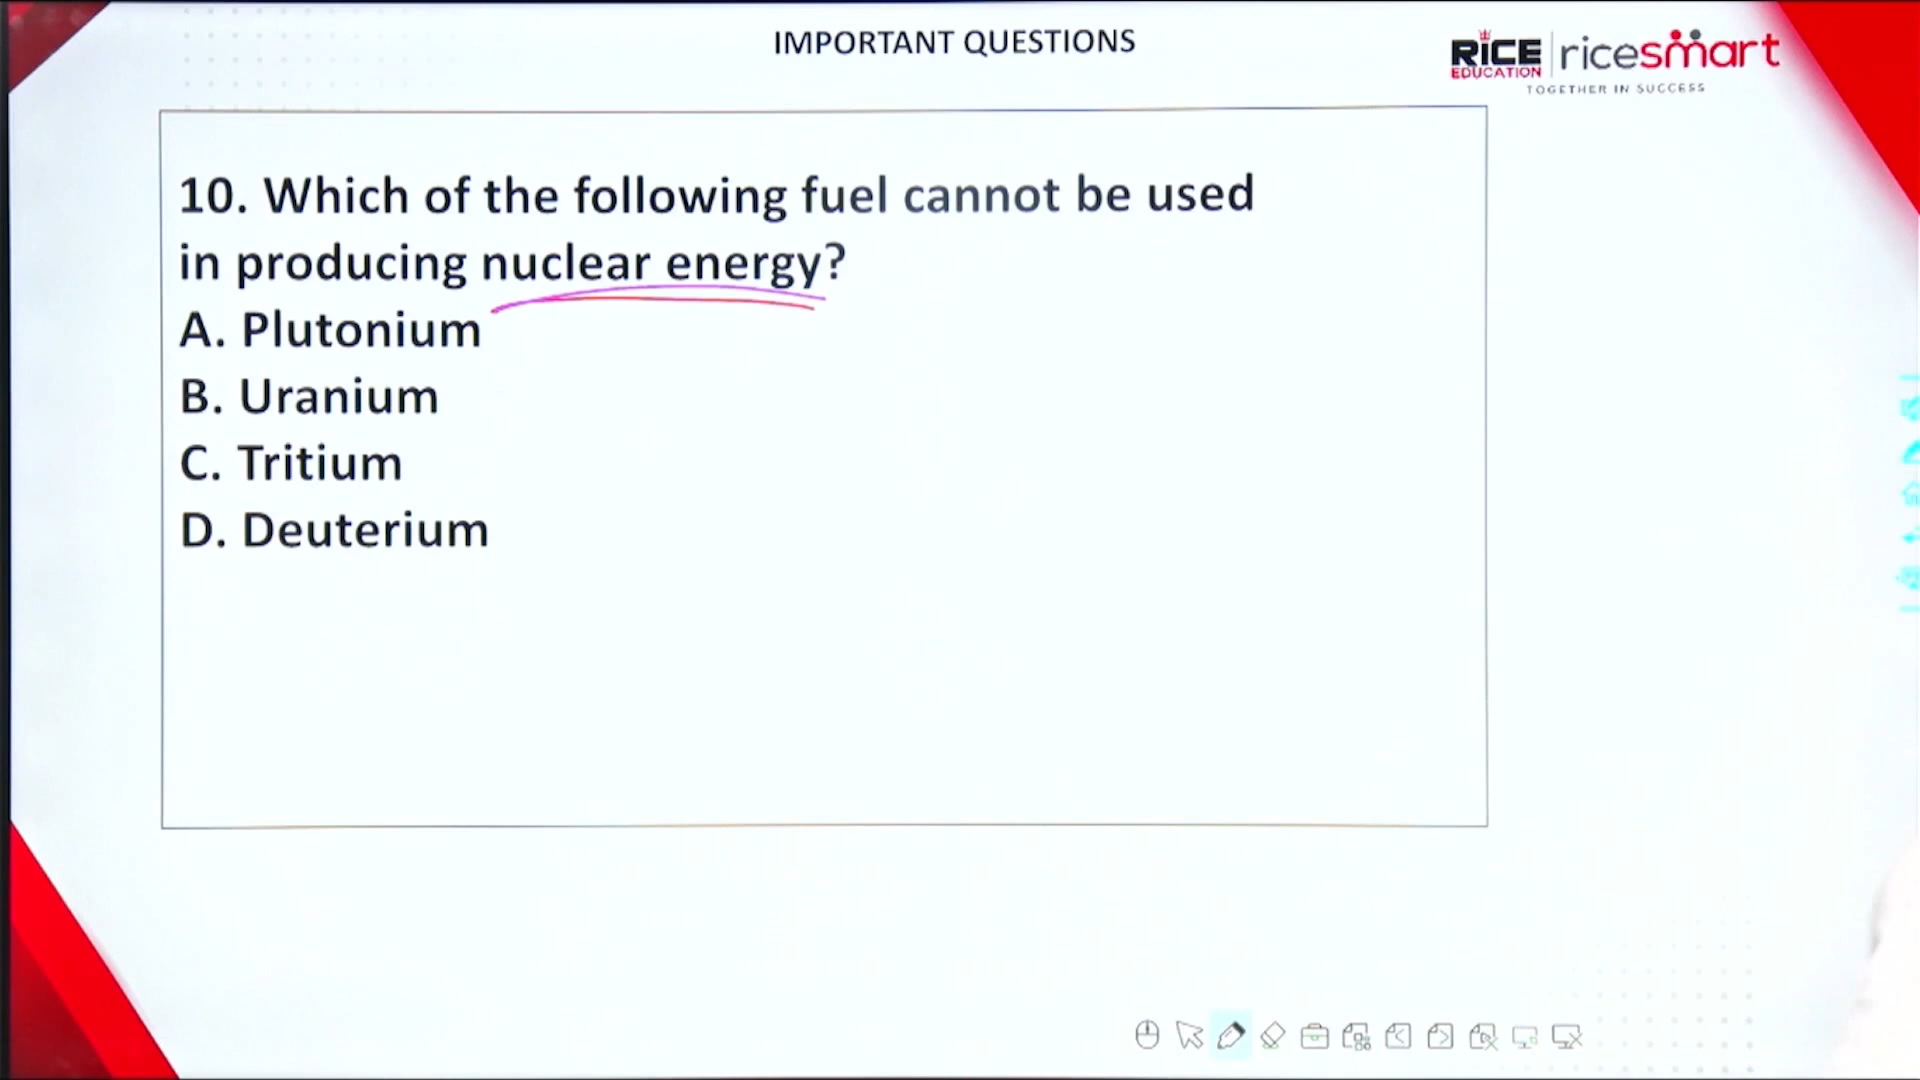 IMPORTANT QUESTIONS
RICE
EDUCATION
ricesmart
TOGETHER IN SUCCESS
10. Which of the following fuel cannot be used
in producing nuclear energy?
A. Plutonium
B. Uranium
C. Tritium
D. Deuterium